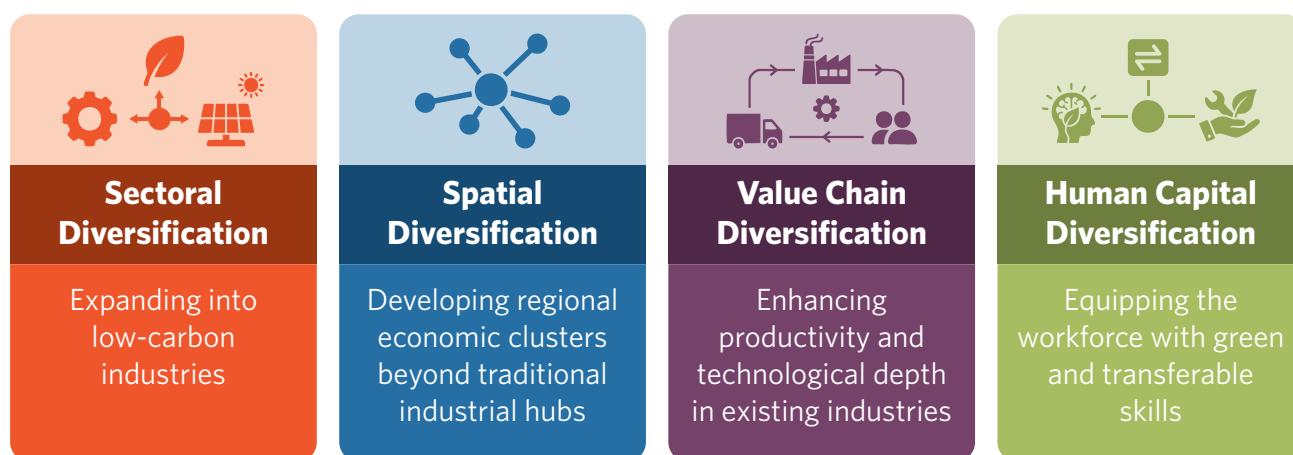 Sectoral
Diversification
Expanding into
low-carbon
industries
Spatial
Diversification
Developing regional
economic clusters
beyond traditional
industrial hubs
Value Chain
Diversification
Enhancing
productivity and
technological depth
in existing industries
Human Capital
Diversification
Equipping the
workforce with green
and transferable
skills